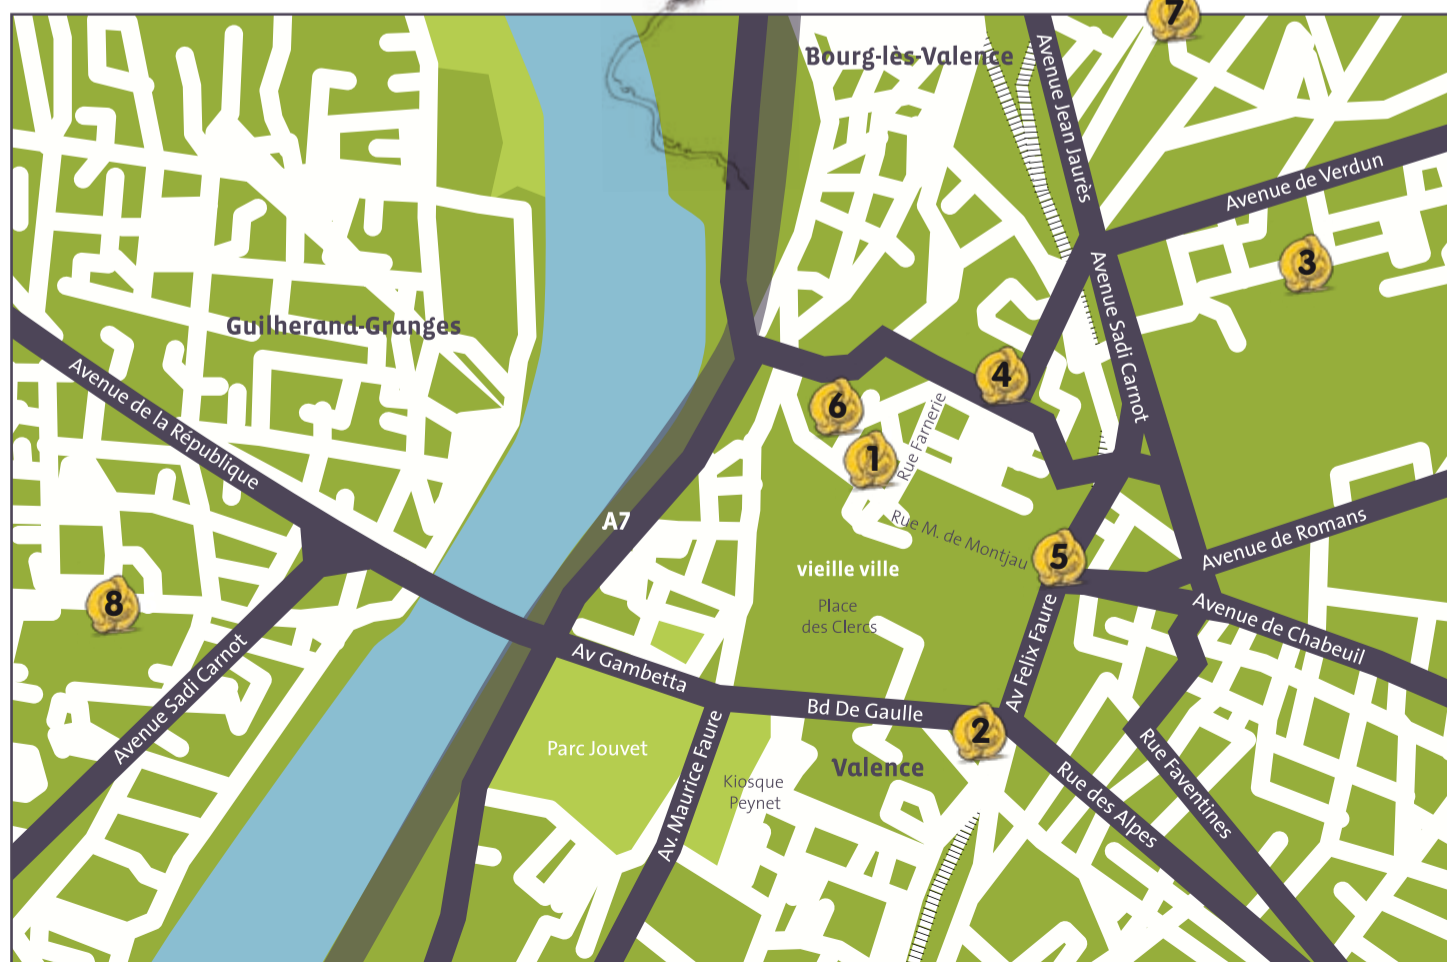 7
Bourg-lès-Valence
Avenue Jean Jaurès
Avenue de Verdun
3
Avenue Sadi Carnot
Guilherand-Granges
Avenue de la République
4
6
1
Rue Farnerie
A7
Rue M. de Montjau
5
Avenue de Romans
vieille ville
Place
des Clercs
8
Avenue Sadi Carnot
Av Gambetta
Av Felix Faure
Avenue de Chabeuil
Bd De Gaulle
2
Parc Jouvet
Av. Maurice Faure
Kiosque
Peynet
Valence
Rue des Alpes
Rue Faventines